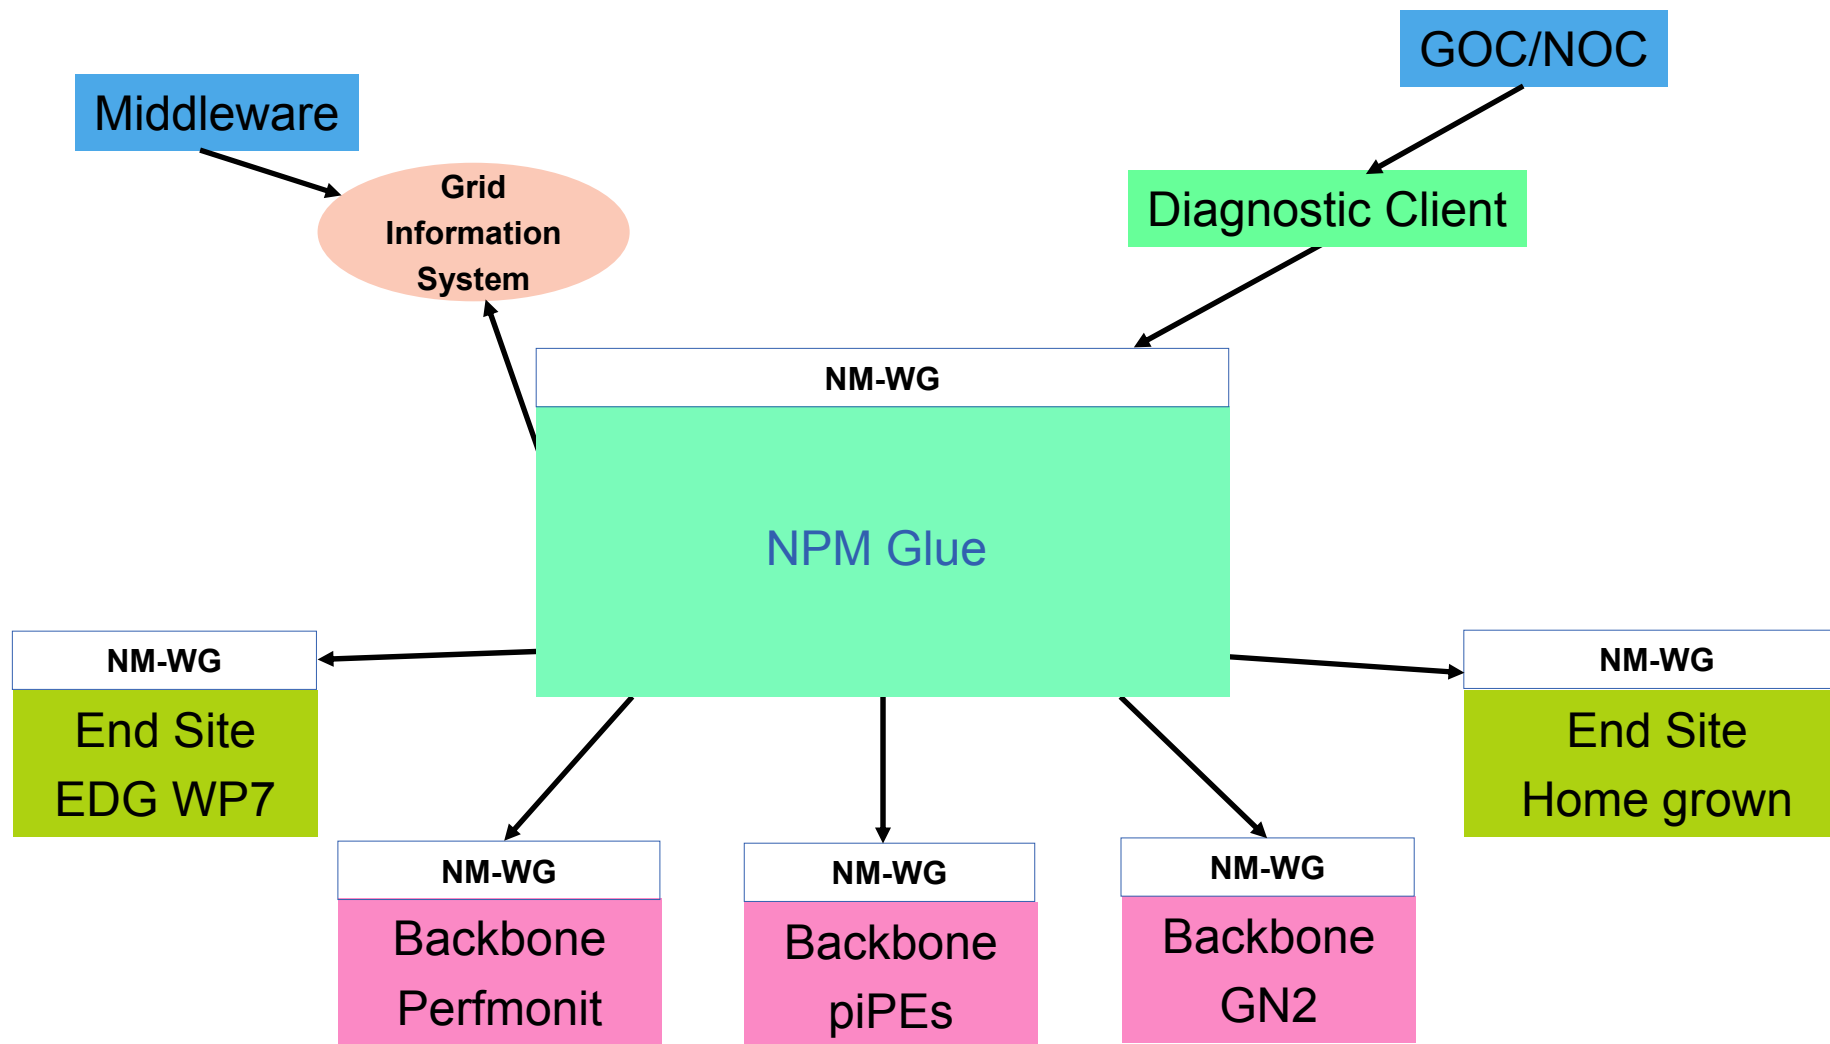 GOC/NOC
Middleware
Grid
Information
System
Diagnostic Client
NM-WG
NPM Glue
NM-WG
End Site
EDG WP7
NM-WG
End Site
Home grown
NM-WG
Backbone
Perfmonit
NM-WG
Backbone
piPEs
NM-WG
Backbone
GN2